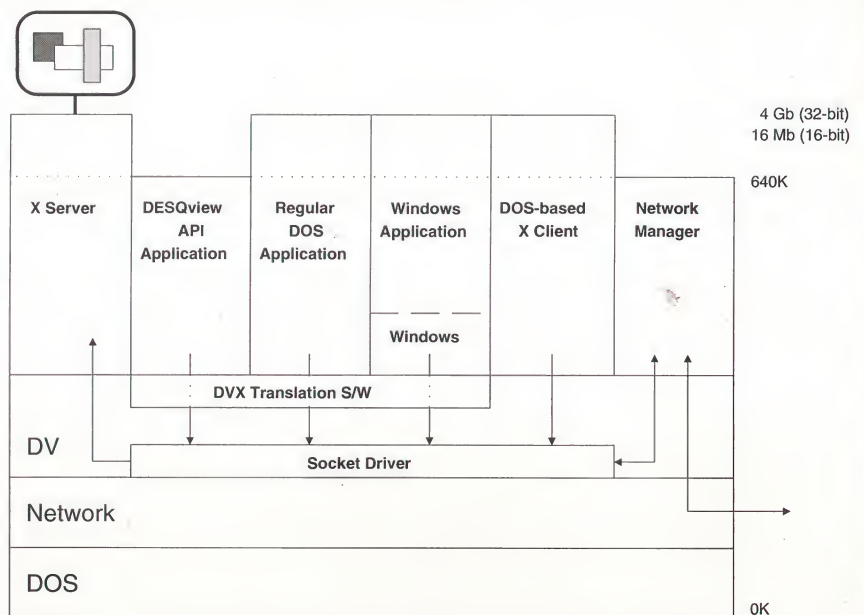 4 Gb (32-bit)
16 Mb (16-bit)
640K
X Server
DESQview
API
Application
Regular
DOS
Application
Windows
Application
DOS-based
X Client
Network
Manager
Windows
DVX Translation S/W
DV
Socket Driver
Network
DOS
0K